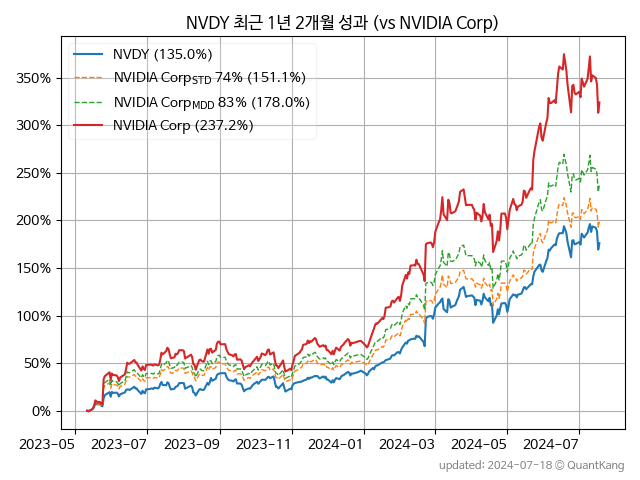 NVDY 최근 1년 2개월 성과 (vs NVIDIA Corp)
NVDY (135.0%)
NVIDIA CorpSTD 74% (151.1%)
NVIDIA CorpMDD 83% (178.0%)
NVIDIA Corp (237.2%)
350%
300%
250%
200%
150%
100%
50%
0%
2023-05 2023-07 2023-09 2023-11 2024-01 2024-03 2024-05 2024-07
updated: 2024-07-18 © QuantKang